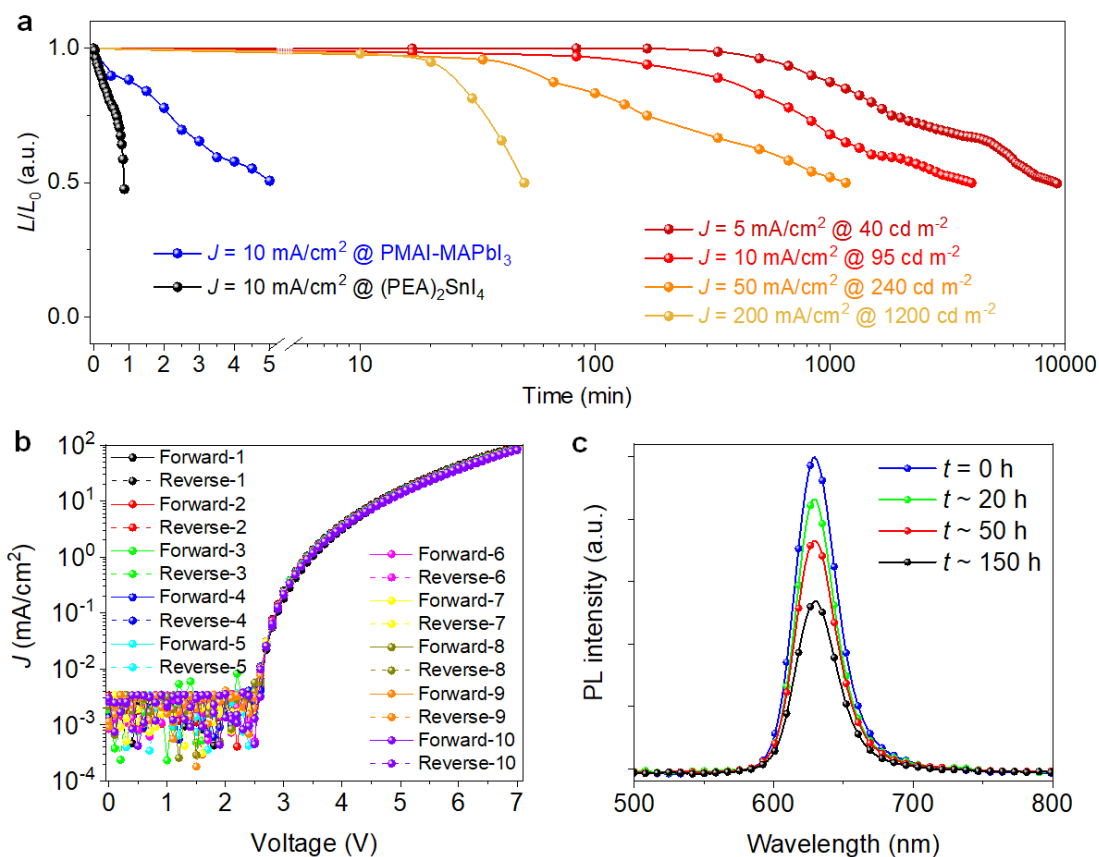 a
1.0
0.5
0.0
L/L₀ (a.u.)
J = 10 mA/cm² @ PMAI-MAPbI₃
J = 10 mA/cm² @ (PEA)₂SnI₄
J = 5 mA/cm² @ 40 cd m⁻²
J = 10 mA/cm² @ 95 cd m⁻²
J = 50 mA/cm² @ 240 cd m⁻²
J = 200 mA/cm² @ 1200 cd m⁻²
0 1 2 3 4 5 10 100 1000 10000
Time (min)
b
10²
10¹
10⁰
10⁻¹
10⁻²
10⁻³
10⁻⁴
J (mA/cm²)
Forward-1
Reverse-1
Forward-2
Reverse-2
Forward-3
Reverse-3
Forward-4
Reverse-4
Forward-5
Reverse-5
Forward-6
Reverse-6
Forward-7
Reverse-7
Forward-8
Reverse-8
Forward-9
Reverse-9
Forward-10
Reverse-10
0 1 2 3 4 5 6 7
Voltage (V)
c
PL intensity (a.u.)
t = 0 h
t ~ 20 h
t ~ 50 h
t ~ 150 h
500 600 700 800
Wavelength (nm)